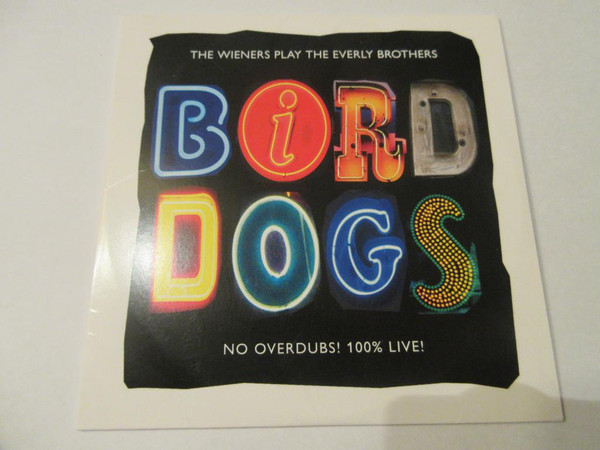 THE WIENERS PLAY THE EVERLY BROTHERS
BiRD
DOGS
NO OVERDUBS! 100% LIVE!